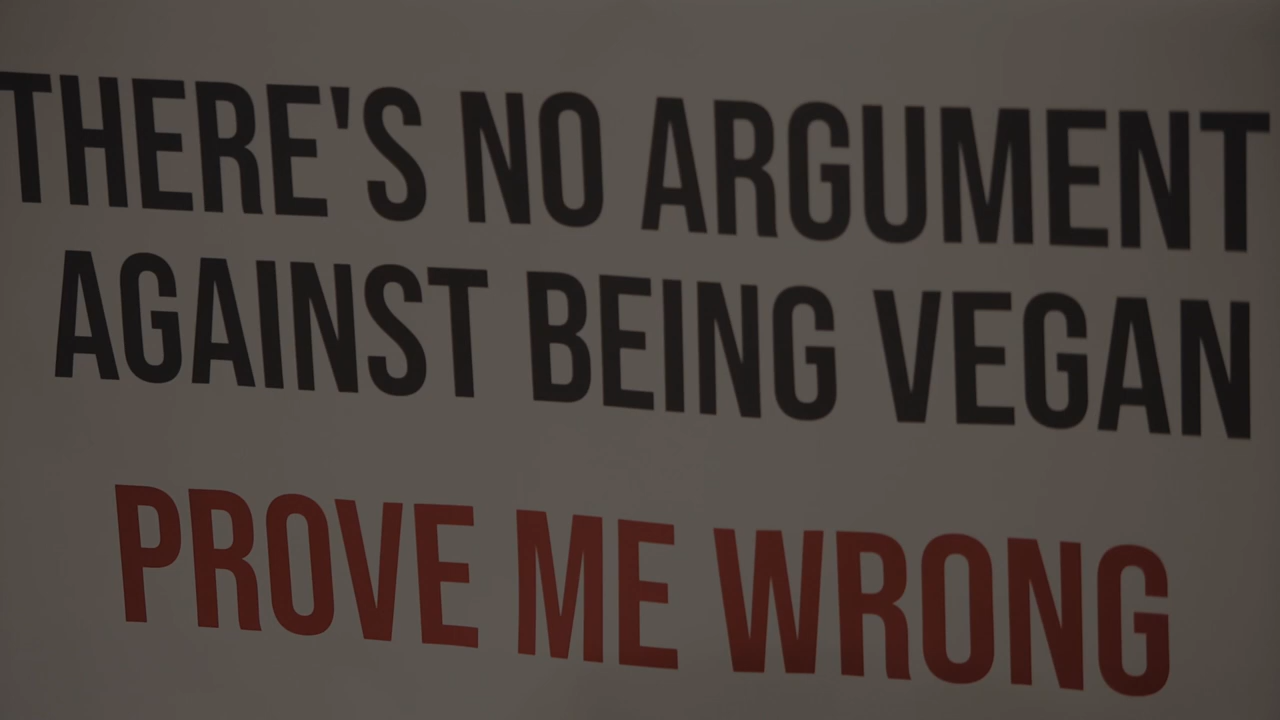 THERE'S NO ARGUMENT
AGAINST BEING VEGAN
PROVE ME WRONG